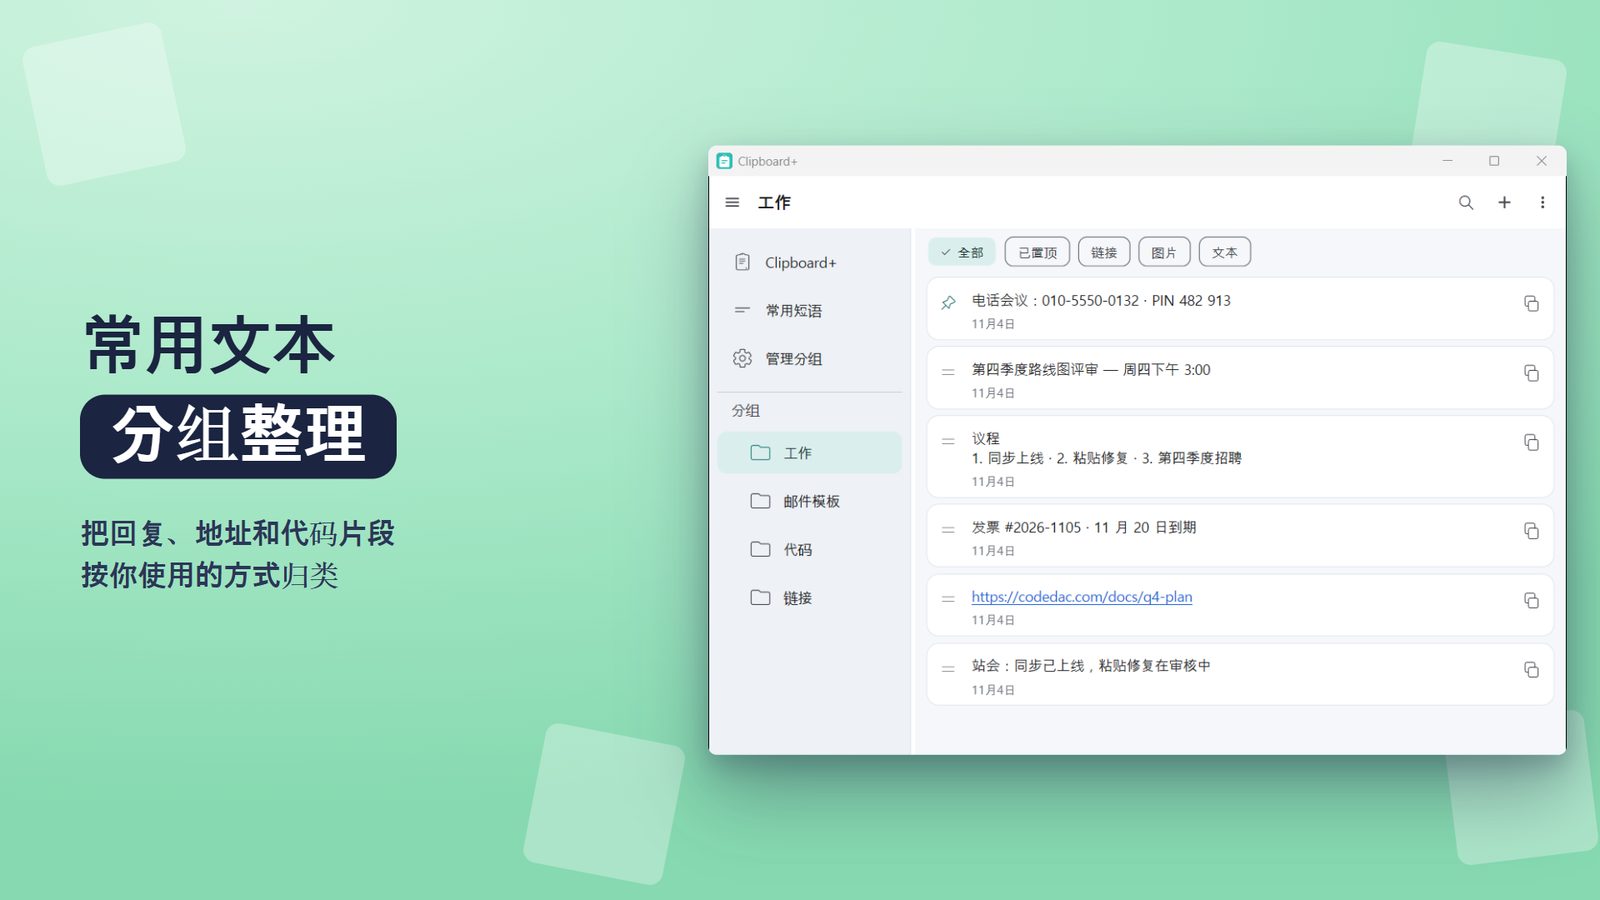 常用文本
分组整理
把回复、地址和代码片段
按你使用的方式归类
Clipboard+
工作
Clipboard+
常用短语
管理分组
分组
工作
邮件模板
代码
链接
全部
已置顶
链接
图片
文本
电话会议：010-5550-0132 · PIN 482 913
11月4日
第四季度路线图评审 — 周四下午 3:00
11月4日
议程
1. 同步上线 · 2. 粘贴修复 · 3. 第四季度招聘
11月4日
发票 #2026-1105 · 11 月 20 日到期
11月4日
https://codedac.com/docs/q4-plan
11月4日
站会：同步已上线，粘贴修复在审核中
11月4日